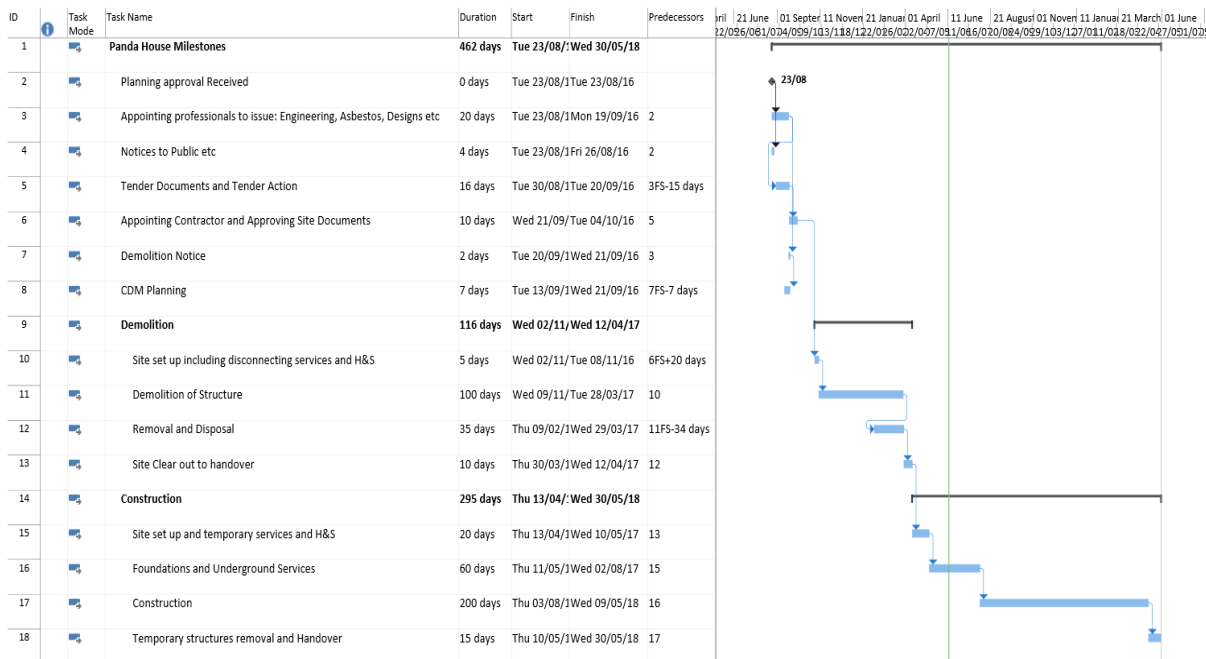 ID Task Mode Task Name Duration Start Finish Predecessors
21 June 01 Septer 11 Novem 21 Januar 01 April 11 June 21 August 01 Novem 11 Januar 21 March 01 June
1 Panda House Milestones 462 days Tue 23/08/1 Wed 30/05/18
2 Planning approval Received 0 days Tue 23/08/1 Tue 23/08/16 23/08
3 Appointing professionals to issue: Engineering, Asbestos, Designs etc 20 days Tue 23/08/1 Mon 19/09/16 2
4 Notices to Public etc 4 days Tue 23/08/1 Fri 26/08/16 2
5 Tender Documents and Tender Action 16 days Tue 30/08/1 Tue 20/09/16 3FS-15 days
6 Appointing Contractor and Approving Site Documents 10 days Wed 21/09/ Tue 04/10/16 5
7 Demolition Notice 2 days Tue 20/09/1 Wed 21/09/16 3
8 CDM Planning 7 days Tue 13/09/1 Wed 21/09/16 7FS-7 days
9 Demolition 116 days Wed 02/11/ Wed 12/04/17
10 Site set up including disconnecting services and H&S 5 days Wed 02/11/ Tue 08/11/16 6FS+20 days
11 Demolition of Structure 100 days Wed 09/11/ Tue 28/03/17 10
12 Removal and Disposal 35 days Thu 09/02/1 Wed 29/03/17 11FS-34 days
13 Site Clear out to handover 10 days Thu 30/03/1 Wed 12/04/17 12
14 Construction 295 days Thu 13/04/ Wed 30/05/18
15 Site set up and temporary services and H&S 20 days Thu 13/04/1 Wed 10/05/17 13
16 Foundations and Underground Services 60 days Thu 11/05/1 Wed 02/08/17 15
17 Construction 200 days Thu 03/08/1 Wed 09/05/18 16
18 Temporary structures removal and Handover 15 days Thu 10/05/1 Wed 30/05/18 17